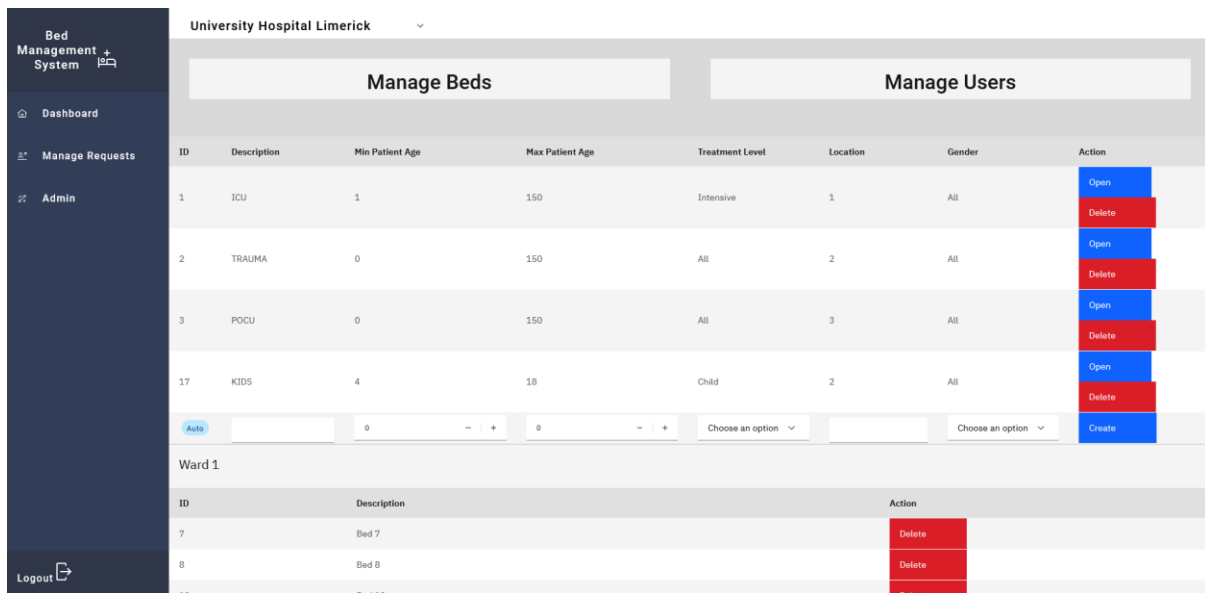 Bed
Management
System
University Hospital Limerick
Manage Beds
Manage Users
Dashboard
Manage Requests
Admin
ID Description Min Patient Age Max Patient Age Treatment Level Location Gender Action
1 ICU 1 150 Intensive 1 All Open
Delete
2 TRAUMA 0 150 All 2 All Open
Delete
3 POCU 0 150 All 3 All Open
Delete
17 KIDS 4 18 Child 2 All Open
Delete
Auto 0 − + 0 − + Choose an option Choose an option Create
Ward 1
ID Description Action
7 Bed 7 Delete
8 Bed 8 Delete
Logout